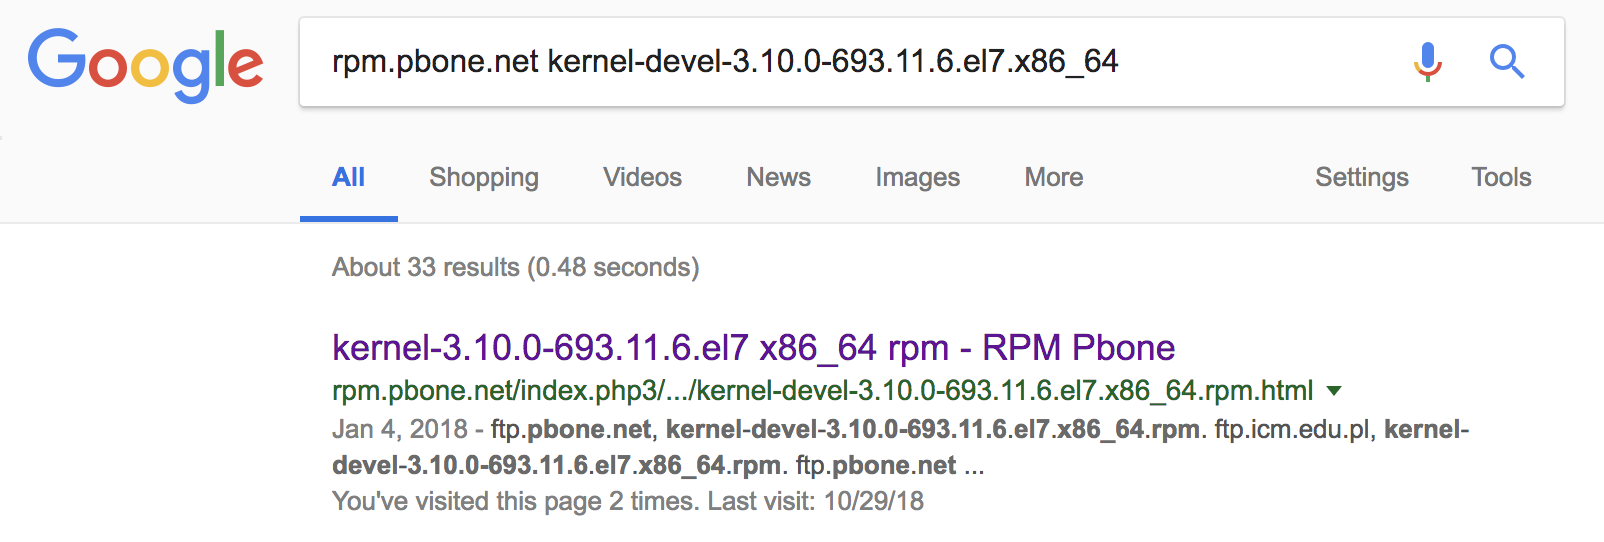 Google
rpm.pbone.net kernel-devel-3.10.0-693.11.6.el7.x86_64
All Shopping Videos News Images More Settings Tools
About 33 results (0.48 seconds)
kernel-3.10.0-693.11.6.el7 x86_64 rpm - RPM Pbone
rpm.pbone.net/index.php3/.../kernel-devel-3.10.0-693.11.6.el7.x86_64.rpm.html
Jan 4, 2018 - ftp.pbone.net, kernel-devel-3.10.0-693.11.6.el7.x86_64.rpm. ftp.icm.edu.pl, kernel-
devel-3.10.0-693.11.6.el7.x86_64.rpm. ftp.pbone.net ...
You've visited this page 2 times. Last visit: 10/29/18